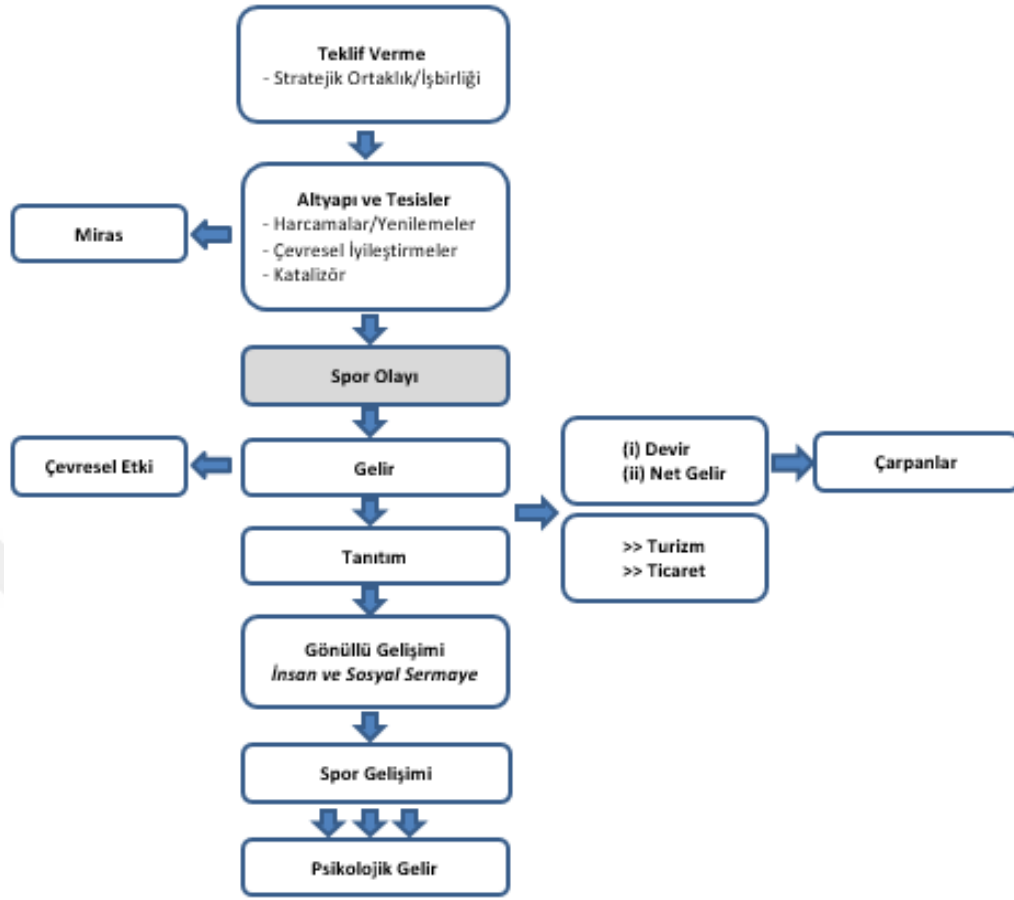 Teklif Verme
- Stratejik Ortaklık/İşbirliği
Altyapı ve Tesisler
- Harcamalar/Yenilemeler
- Çevresel İyileştirmeler
- Katalizör
Miras
Spor Olayı
Gelir
Çevresel Etki
(i) Devir
(ii) Net Gelir
Çarpanlar
>> Turizm
>> Ticaret
Tanıtım
Gönüllü Gelişimi
İnsan ve Sosyal Sermaye
Spor Gelişimi
Psikolojik Gelir